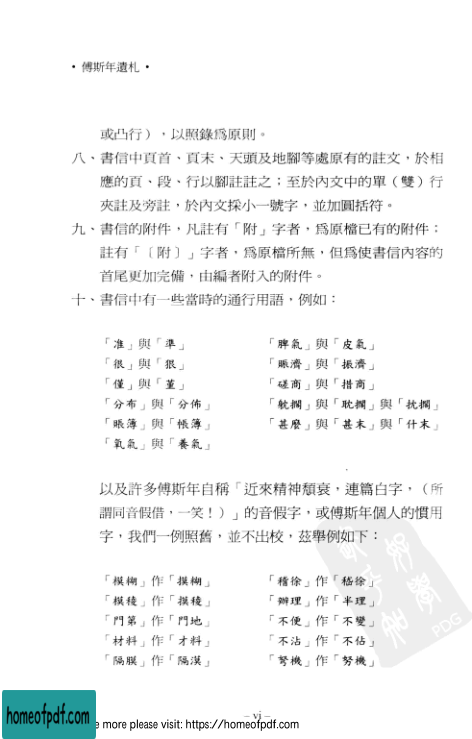 • 傅斯年遺札 •
或凸行），以照錄爲原則。
八、書信中頁首、頁末、天頭及地腳等處原有的註文，於相
應的頁、段、行以腳註註之；至於內文中的單（雙）行
夾註及旁註，於內文採小一號字，並加圓括符。
九、書信的附件，凡註有「附」字者，爲原檔已有的附件；
註有「〔附〕」字者，爲原檔所無，但爲使書信內容的
首尾更加完備，由編者附入的附件。
十、書信中有一些當時的通行用語，例如：
「准」與「準」 「脾氣」與「皮氣」
「很」與「狠」 「賑濟」與「振濟」
「僅」與「堇」 「磋商」與「措商」
「分布」與「分佈」 「躭擱」與「耽擱」與「扰擱」
「賬簿」與「帳簿」 「甚麼」與「甚末」與「什末」
「氧氣」與「養氣」
以及許多傅斯年自稱「近來精神頹衰，連篇白字，（所
謂同音假借，一笑！）」的音假字，或傅斯年個人的慣用
字，我們一例照舊，並不出校，茲舉例如下：
「模糊」作「摸糊」 「稽徐」作「嵇徐」
「模稜」作「摸稜」 「辦理」作「半理」
「門第」作「門地」 「不便」作「不變」
「材料」作「才料」 「不沾」作「不佔」
「隔膜」作「隔漠」 「弩機」作「努機」
PDG
– vi –
homeofpdf.com
e more please visit: https://homeofpdf.com